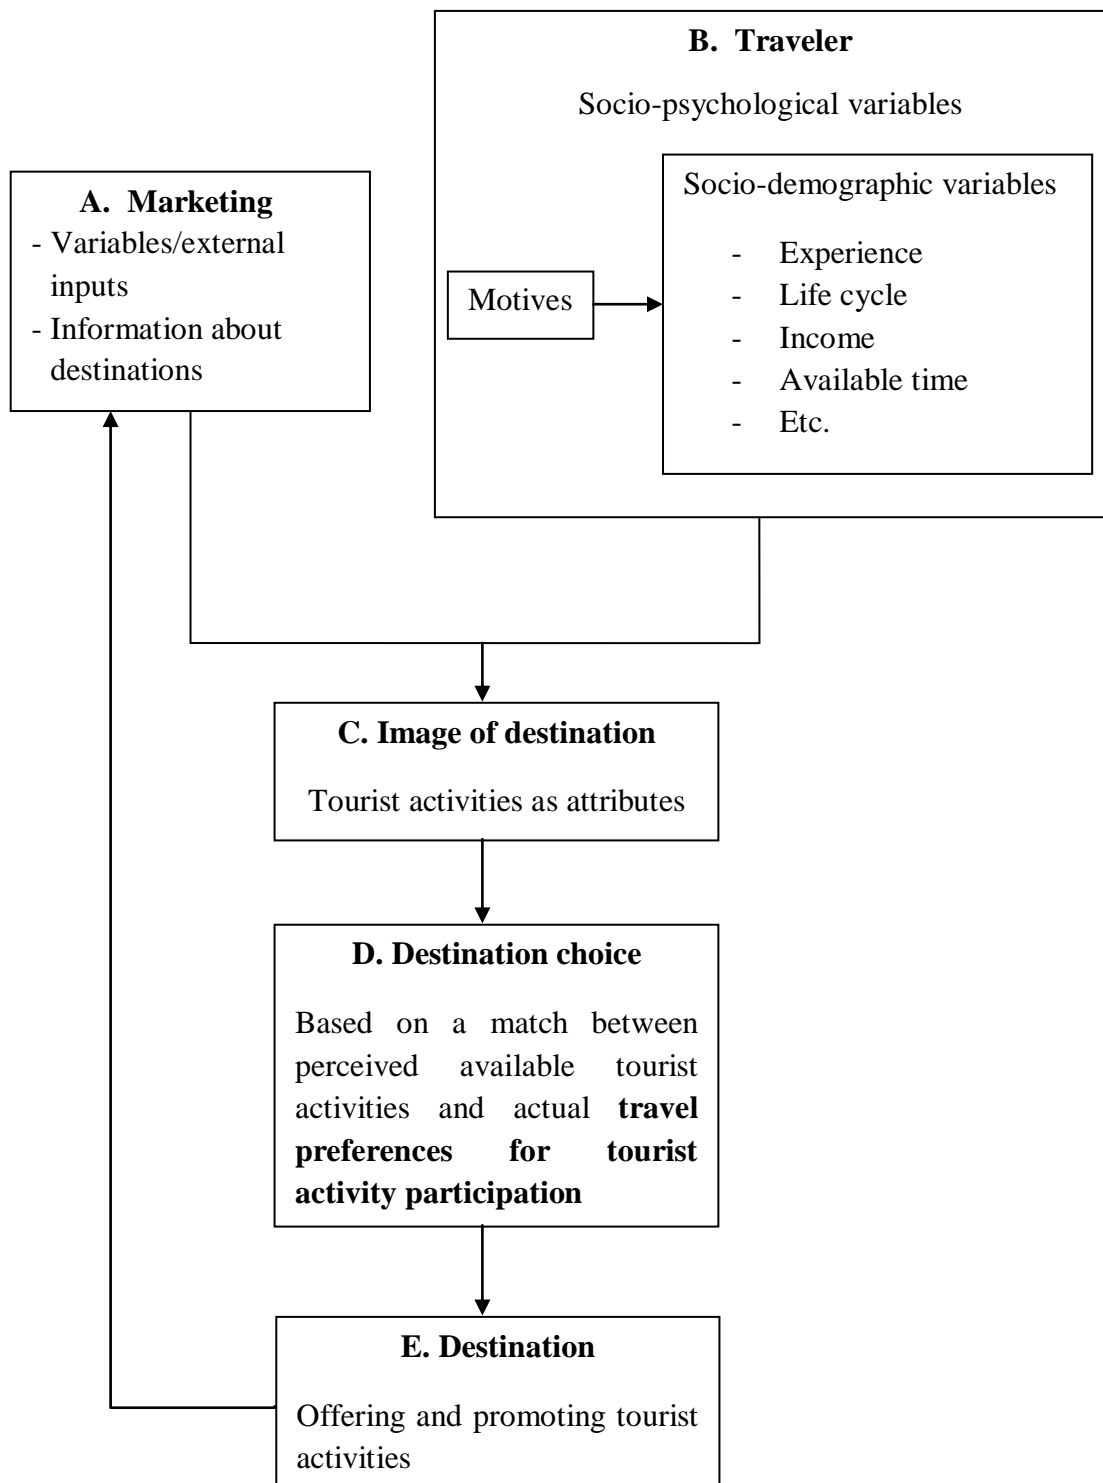 B. Traveler
Socio-psychological variables
A. Marketing
- Variables/external
inputs
- Information about
destinations
Motives
Socio-demographic variables
- Experience
- Life cycle
- Income
- Available time
- Etc.
C. Image of destination
Tourist activities as attributes
D. Destination choice
Based on a match between
perceived available tourist
activities and actual travel
preferences for tourist
activity participation
E. Destination
Offering and promoting tourist
activities